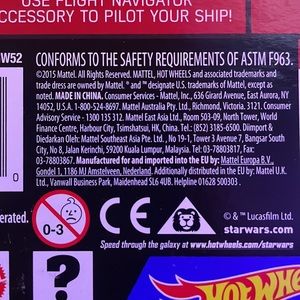 USE FLIGHT NAVIGATOR
CCESSORY TO PILOT YOUR SHIP!
W52
CONFORMS TO THE SAFETY REQUIREMENTS OF ASTM F963.
©2015 Mattel. All Rights Reserved. MATTEL, HOT WHEELS and associated trademarks and
trade dress are owned by Mattel. ® and ™ designate U.S. trademarks of Mattel, except as
noted. MADE IN CHINA. Consumer Services - Mattel, Inc., 636 Girard Avenue, East Aurora, NY
14052, U.S.A. 1-800-524-8697. Mattel Australia Pty. Ltd., Richmond, Victoria. 3121. Consumer
Advisory Service - 1300 135 312. Mattel East Asia Ltd., Room 503-09, North Tower, World
Finance Centre, Harbour City, Tsimshatsui, HK, China. Tel.: (852) 3185-6500. Diimport &
Diedarkan Oleh: Mattel Southeast Asia Pte. Ltd., No 19-1, Tower 3 Avenue 7, Bangsar South
City, No 8, Jalan Kerinchi, 59200 Kuala Lumpur, Malaysia. Tel:03-78803817, Fax:
03-78803867. Manufactured for and imported into the EU by: Mattel Europa B.V.,
Gondel 1, 1186 MJ Amstelveen, Nederland. Additionally distributed in the EU by: Mattel U.K.
Ltd., Vanwall Business Park, Maidenhead SL6 4UB. Helpline 01628 500303.
0-3
CE
© & ™ Lucasfilm Ltd.
starwars.com
erated.
Speed through the galaxy at www.hotwheels.com/starwars
?
HOT WHEELS